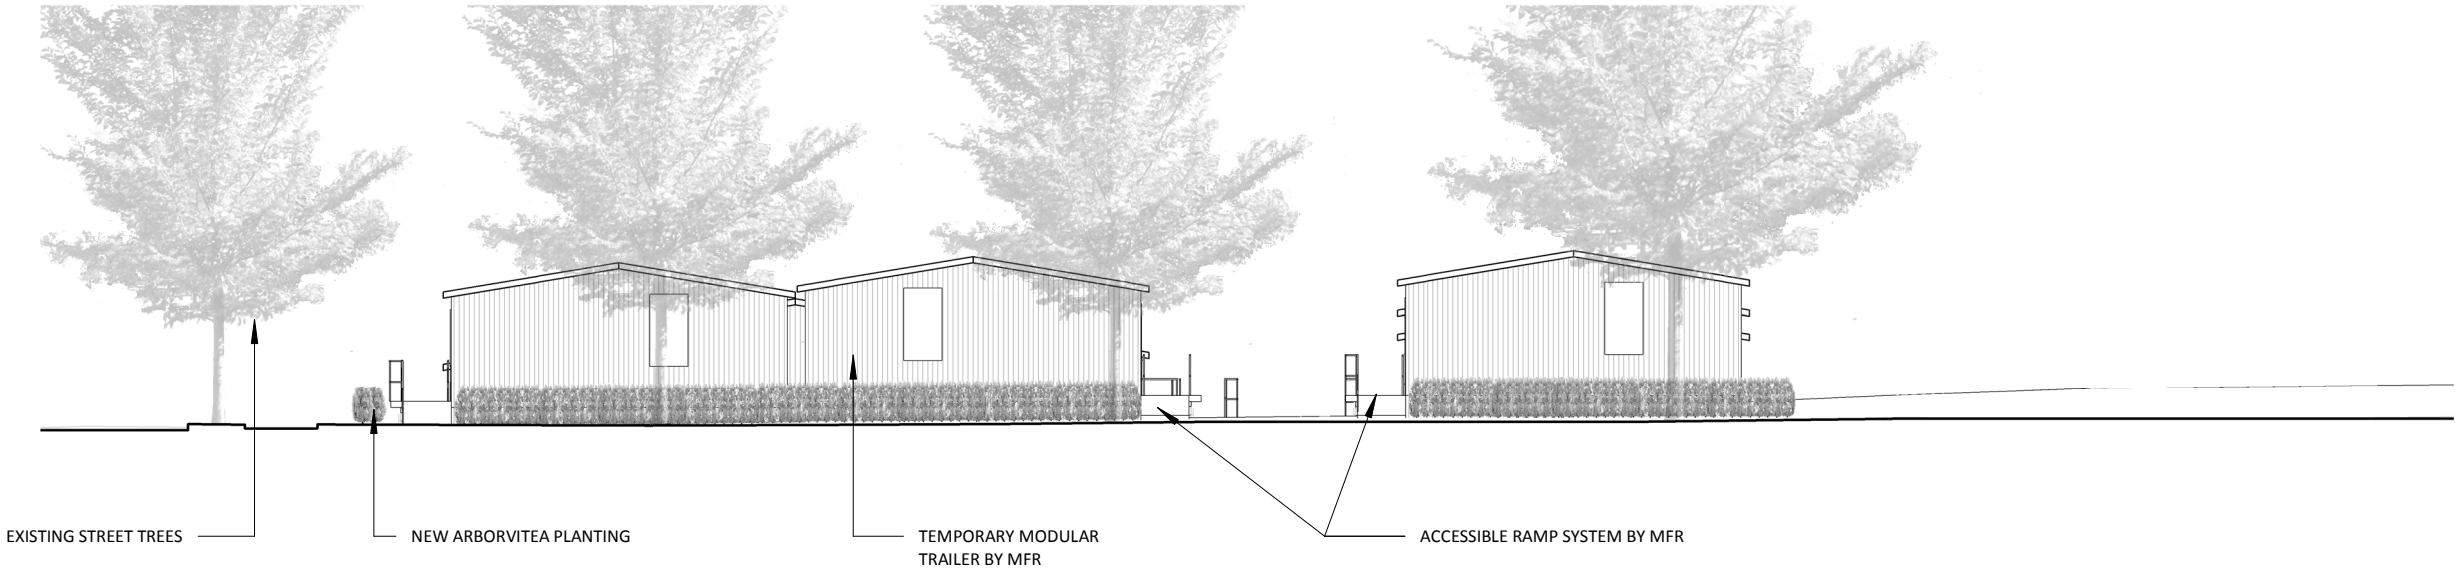 EXISTING STREET TREES
NEW ARBORVITEA PLANTING
TEMPORARY MODULAR
TRAILER BY MFR
ACCESSIBLE RAMP SYSTEM BY MFR